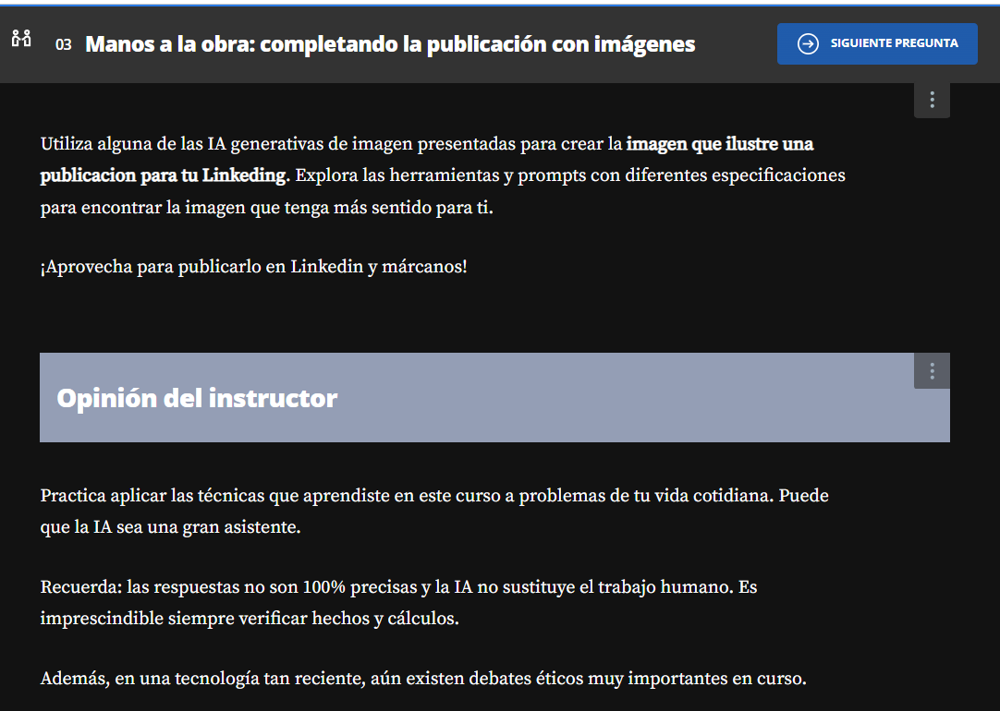 03 Manos a la obra: completando la publicación con imágenes
SIGUIENTE PREGUNTA
Utiliza alguna de las IA generativas de imagen presentadas para crear la imagen que ilustre una
publicacion para tu Linkeding. Explora las herramientas y prompts con diferentes especificaciones
para encontrar la imagen que tenga más sentido para ti.
¡Aprovecha para publicarlo en Linkedin y márcanos!
Opinión del instructor
Practica aplicar las técnicas que aprendiste en este curso a problemas de tu vida cotidiana. Puede
que la IA sea una gran asistente.
Recuerda: las respuestas no son 100% precisas y la IA no sustituye el trabajo humano. Es
imprescindible siempre verificar hechos y cálculos.
Además, en una tecnología tan reciente, aún existen debates éticos muy importantes en curso.